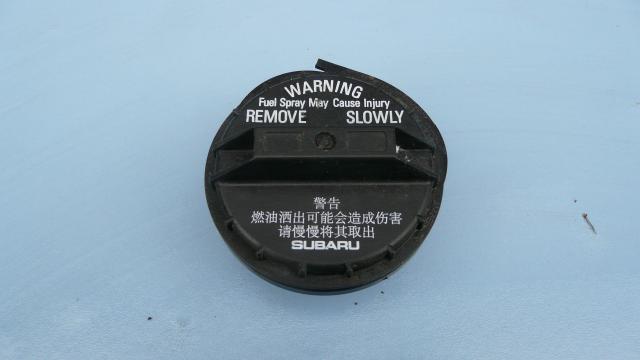 WARNING
Fuel Spray May Cause Injury
REMOVE SLOWLY
警告
燃油洒出可能会造成伤害
请慢慢将其取出
SUBARU